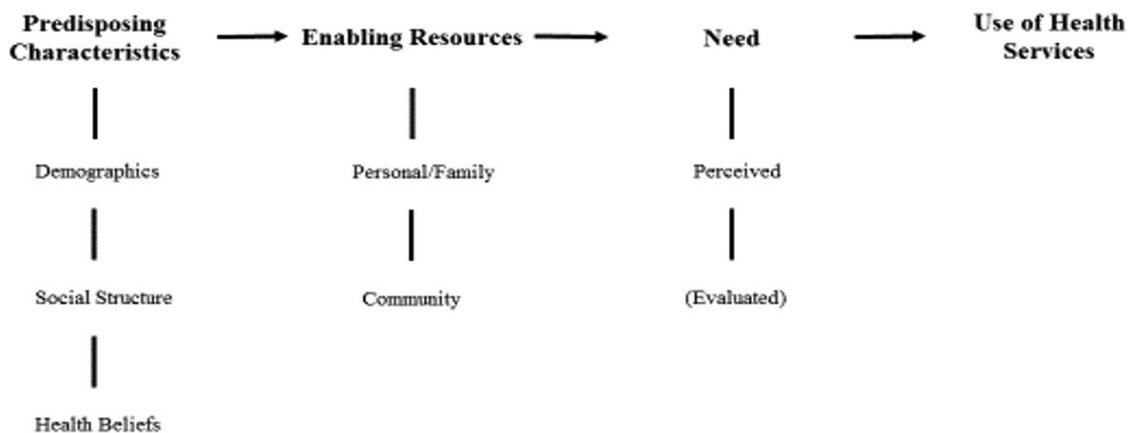 Predisposing
Characteristics
Enabling Resources
Need
Use of Health
Services
Demographics
Personal/Family
Perceived
Social Structure
Community
(Evaluated)
Health Beliefs